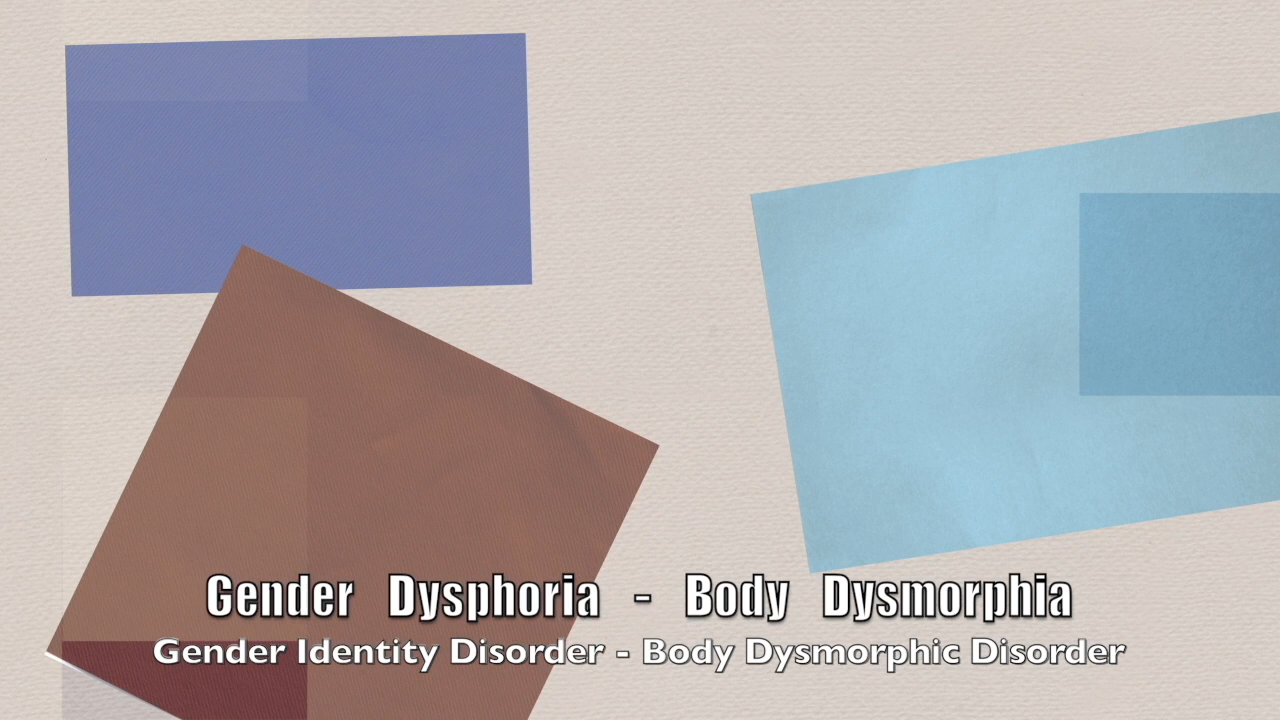 Gender Dysphoria - Body Dysmorphia
Gender Identity Disorder - Body Dysmorphic Disorder